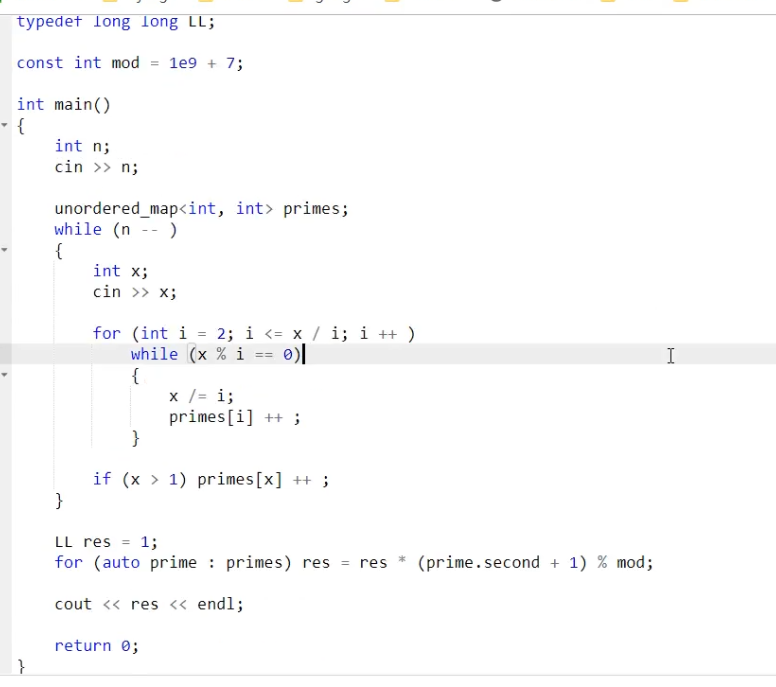 typedef long long LL;
const int mod = 1e9 + 7;
int main()
{
int n;
cin >> n;
unordered_map<int, int> primes;
while (n -- )
{
int x;
cin >> x;
for (int i = 2; i <= x / i; i ++ )
while (x % i == 0)
{
x /= i;
primes[i] ++ ;
}
if (x > 1) primes[x] ++ ;
}
LL res = 1;
for (auto prime : primes) res = res * (prime.second + 1) % mod;
cout << res << endl;
return 0;
}